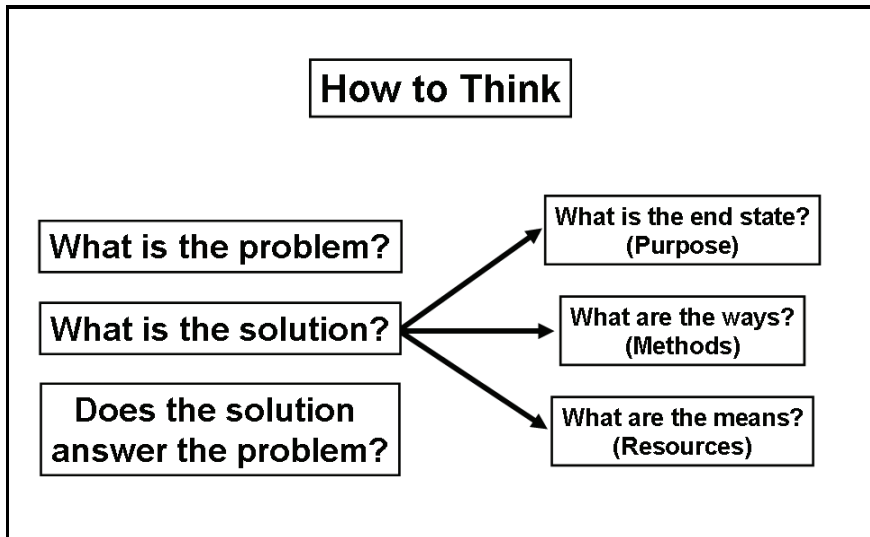 How to Think
What is the problem?
What is the solution?
Does the solution
answer the problem?
What is the end state?
(Purpose)
What are the ways?
(Methods)
What are the means?
(Resources)